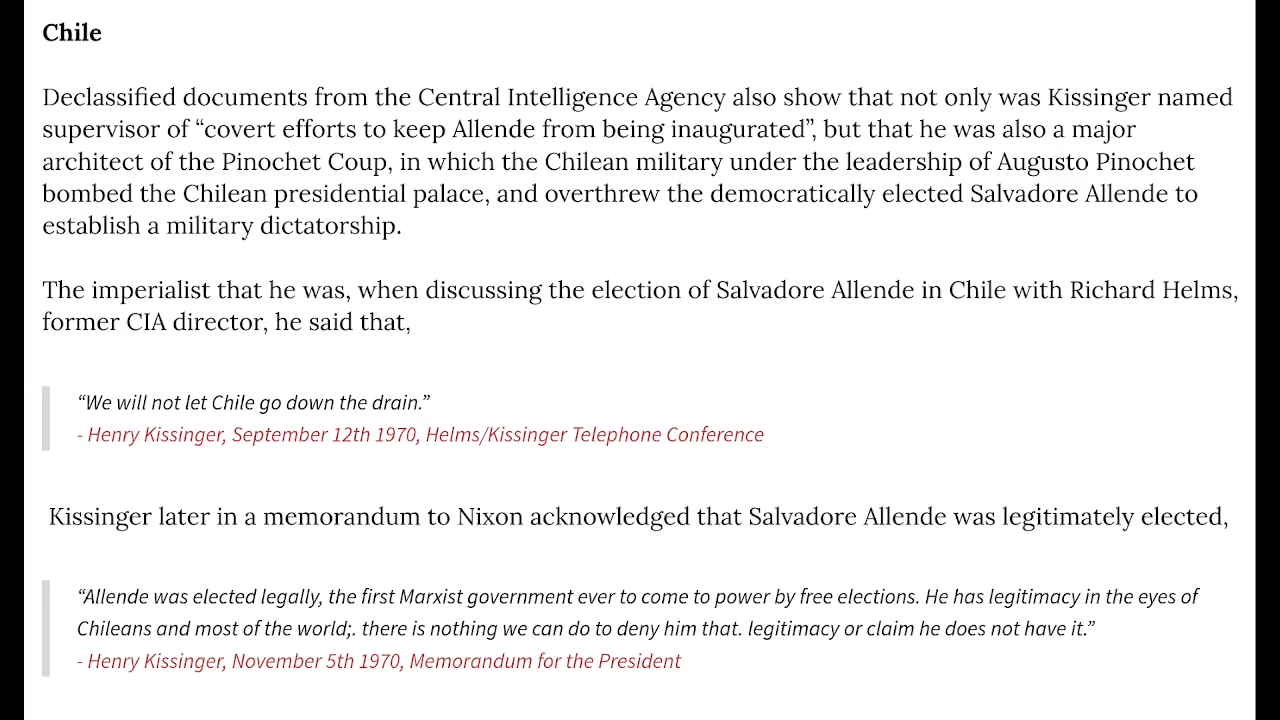 Chile
Declassified documents from the Central Intelligence Agency also show that not only was Kissinger named
supervisor of “covert efforts to keep Allende from being inaugurated”, but that he was also a major
architect of the Pinochet Coup, in which the Chilean military under the leadership of Augusto Pinochet
bombed the Chilean presidential palace, and overthrew the democratically elected Salvadore Allende to
establish a military dictatorship.
The imperialist that he was, when discussing the election of Salvadore Allende in Chile with Richard Helms,
former CIA director, he said that,
“We will not let Chile go down the drain.”
- Henry Kissinger, September 12th 1970, Helms/Kissinger Telephone Conference
Kissinger later in a memorandum to Nixon acknowledged that Salvadore Allende was legitimately elected,
“Allende was elected legally, the first Marxist government ever to come to power by free elections. He has legitimacy in the eyes of
Chileans and most of the world;. there is nothing we can do to deny him that. legitimacy or claim he does not have it.”
- Henry Kissinger, November 5th 1970, Memorandum for the President